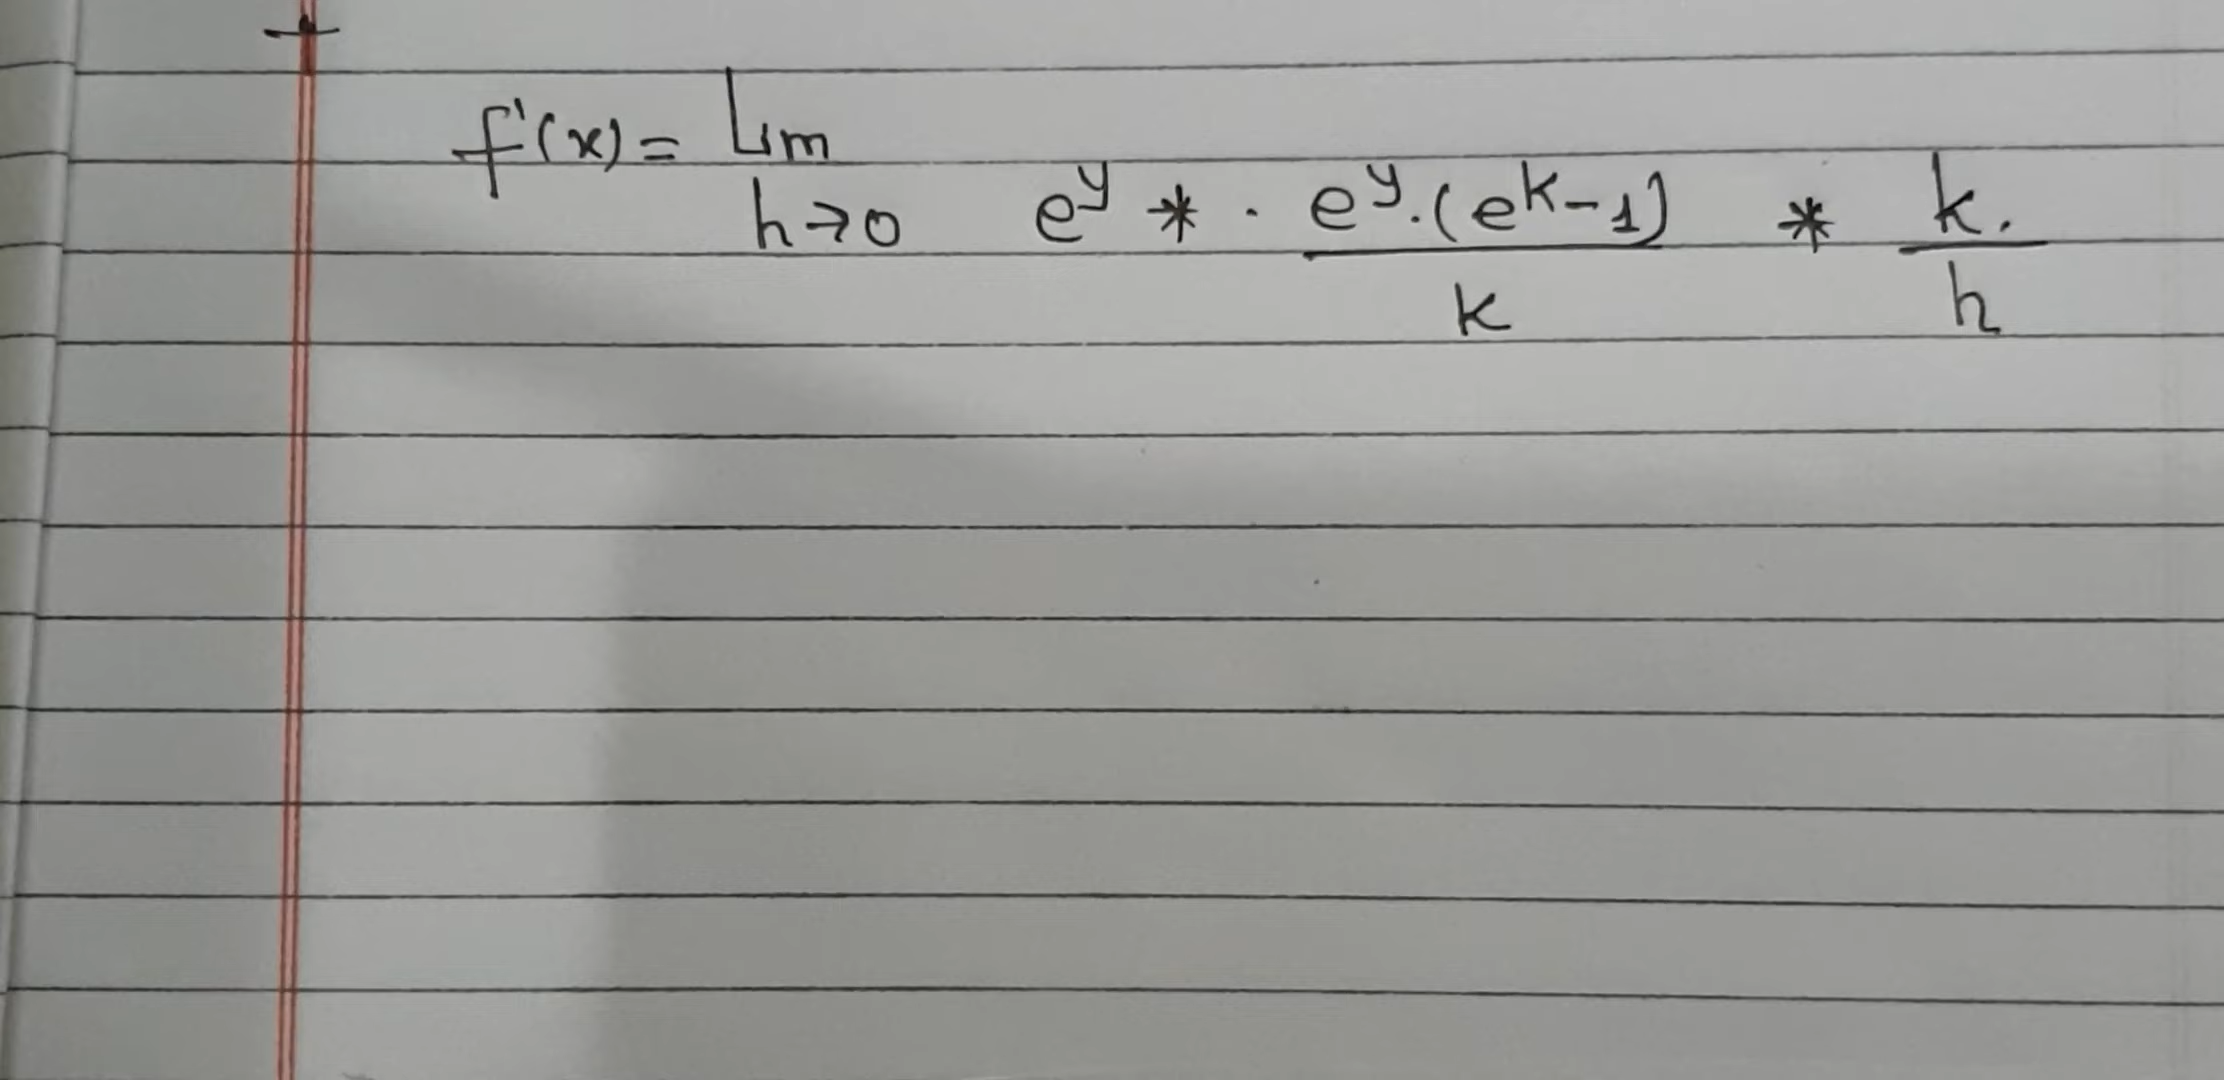 f'(x) = Lim
h→0 e^y * · e^y.(e^k-1) * k.
k h